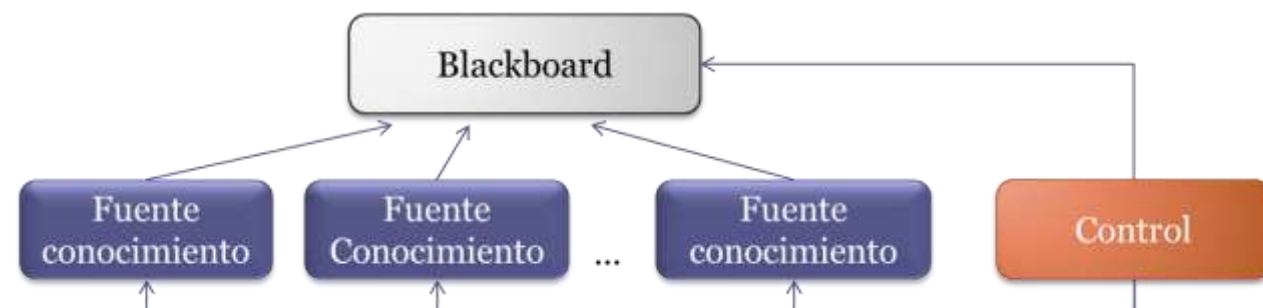 Blackboard
Fuente
conocimiento
Fuente
Conocimiento
...
Fuente
conocimiento
Control